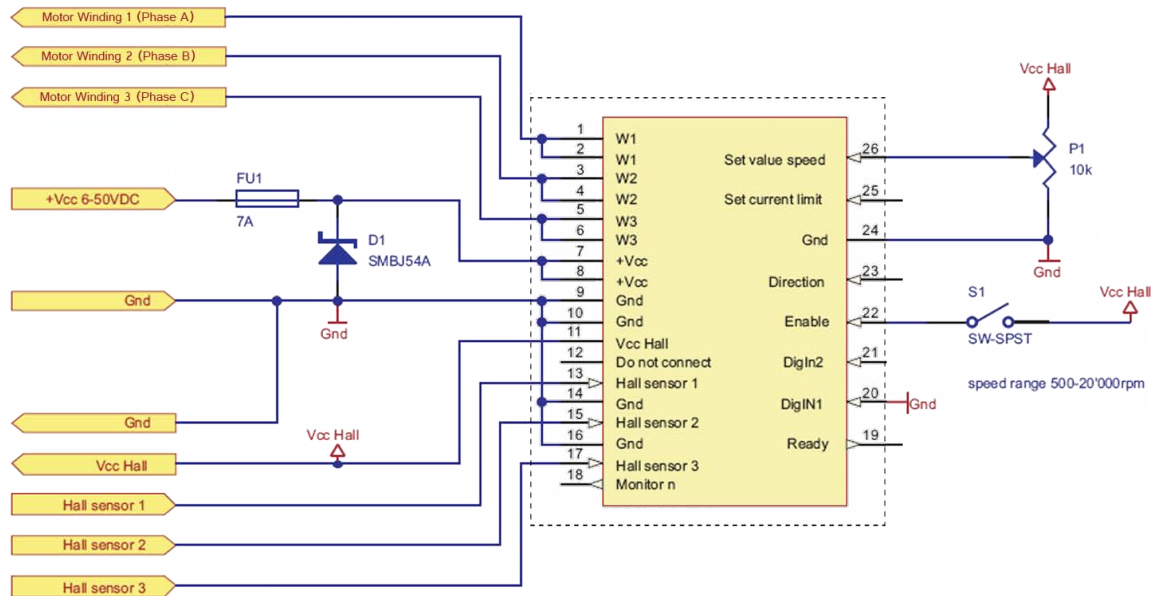 Motor Winding 1 (Phase A)
Motor Winding 2 (Phase B)
Motor Winding 3 (Phase C)
+Vcc 6-50VDC
FU1
7A
D1
SMBJ54A
Gnd
Gnd
Gnd
Vcc Hall
Vcc Hall
Hall sensor 1
Hall sensor 2
Hall sensor 3
1 W1
2 W1
3 W2
4 W2
5 W3
6 W3
7 +Vcc
8 +Vcc
9 Gnd
10 Gnd
11 Vcc Hall
12 Do not connect
13 Hall sensor 1
14 Gnd
15 Hall sensor 2
16 Gnd
17 Hall sensor 3
18 Monitor n
Set value speed 26
Set current limit 25
Gnd 24
Direction 23
Enable 22
DigIn2 21
DigIN1 20
Ready 19
Vcc Hall
P1
10k
Gnd
S1
SW-SPST
Vcc Hall
speed range 500-20'000rpm
Gnd